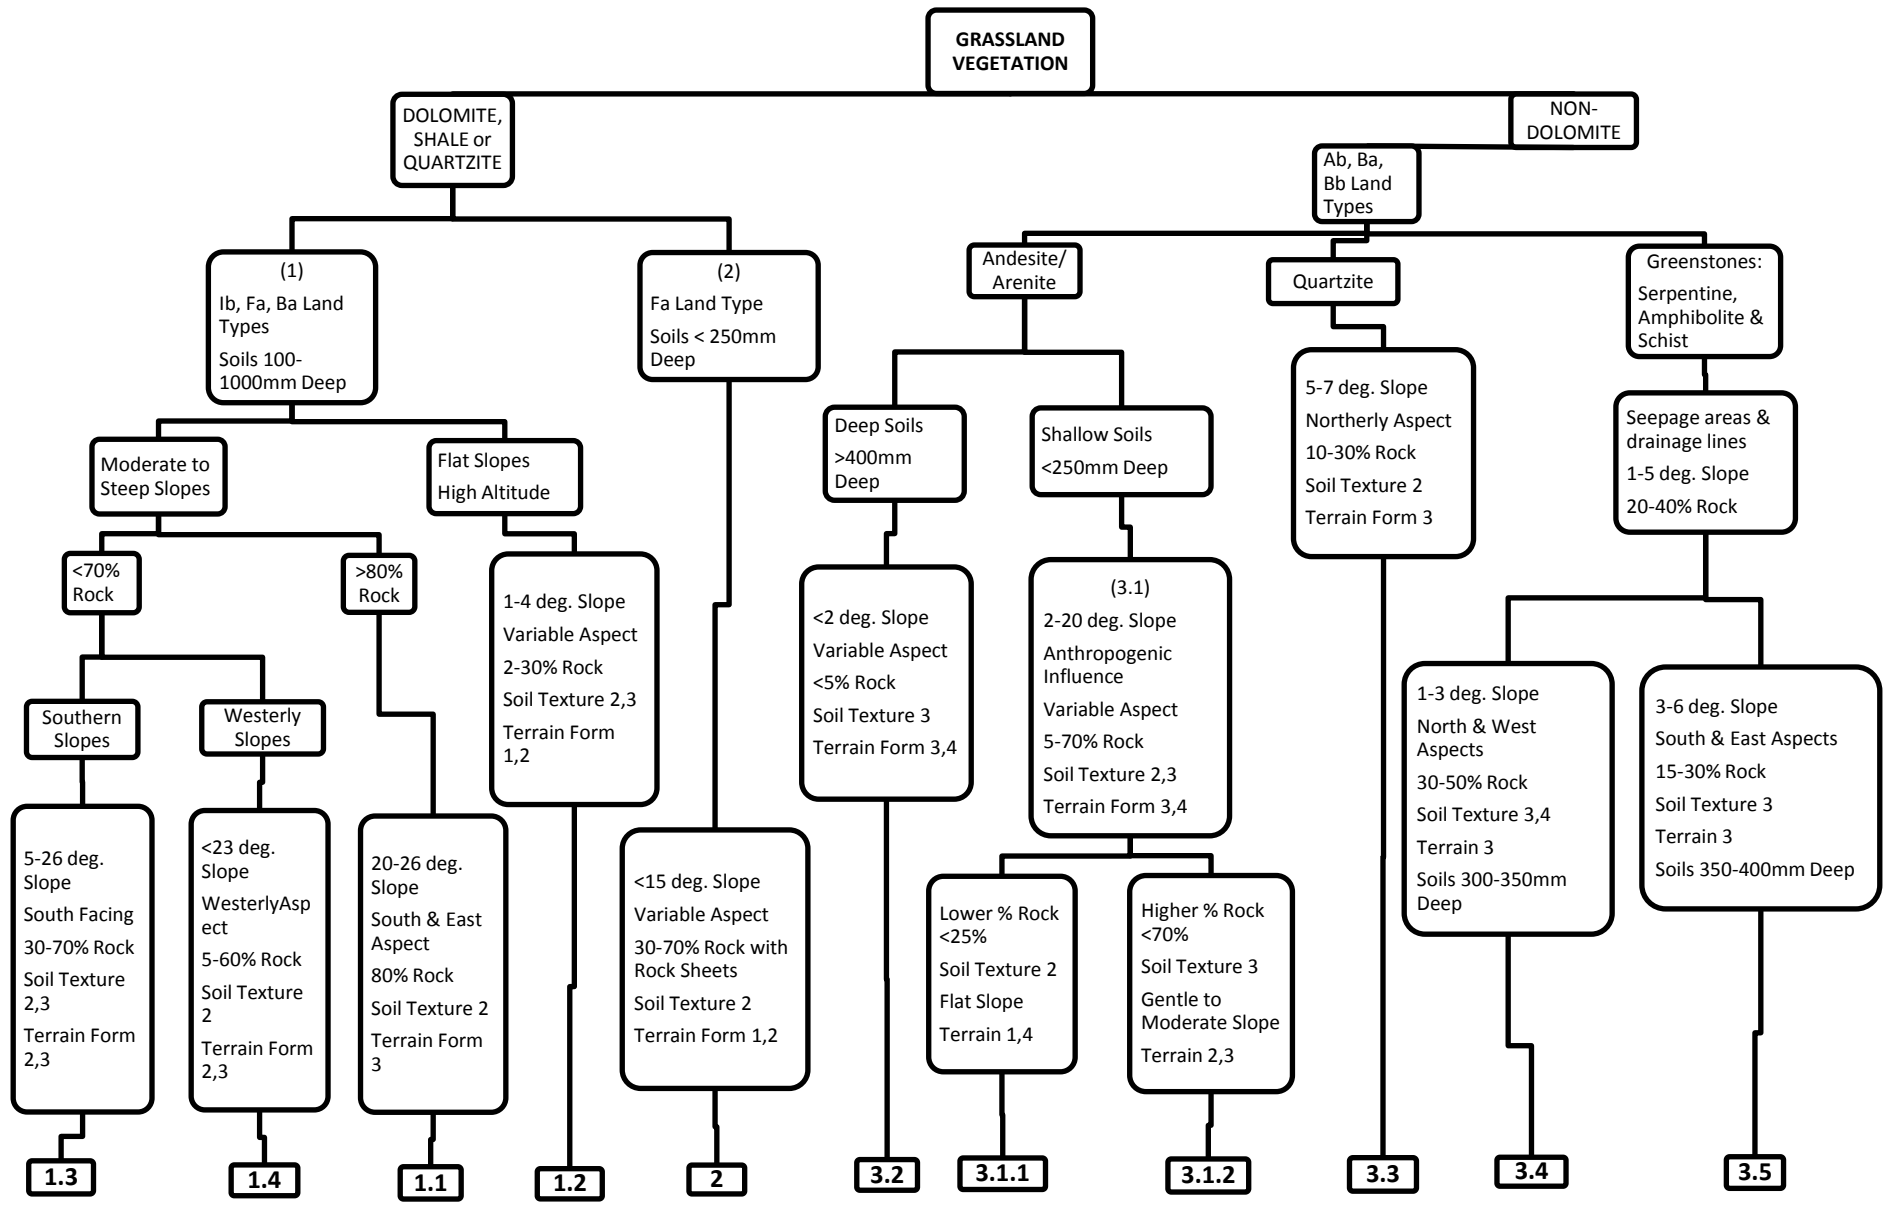 GRASSLAND
VEGETATION
DOLOMITE,
SHALE or
QUARTZITE
NON-
DOLOMITE
Ab, Ba,
Bb Land
Types
(1)
Ib, Fa, Ba Land
Types
Soils 100-
1000mm Deep
(2)
Fa Land Type
Soils < 250mm
Deep
Andesite/
Arenite
Quartzite
Greenstones:
Serpentine,
Amphibolite &
Schist
Moderate to
Steep Slopes
Flat Slopes
High Altitude
Deep Soils
>400mm
Deep
Shallow Soils
<250mm Deep
5-7 deg. Slope
Northerly Aspect
10-30% Rock
Soil Texture 2
Terrain Form 3
Seepage areas &
drainage lines
1-5 deg. Slope
20-40% Rock
<70%
Rock
>80%
Rock
1-4 deg. Slope
Variable Aspect
2-30% Rock
Soil Texture 2,3
Terrain Form
1,2
<2 deg. Slope
Variable Aspect
<5% Rock
Soil Texture 3
Terrain Form 3,4
(3.1)
2-20 deg. Slope
Anthropogenic
Influence
Variable Aspect
5-70% Rock
Soil Texture 2,3
Terrain Form 3,4
Southern
Slopes
Westerly
Slopes
1-3 deg. Slope
North & West
Aspects
30-50% Rock
Soil Texture 3,4
Terrain 3
Soils 300-350mm
Deep
3-6 deg. Slope
South & East Aspects
15-30% Rock
Soil Texture 3
Terrain 3
Soils 350-400mm Deep
5-26 deg.
Slope
South Facing
30-70% Rock
Soil Texture
2,3
Terrain Form
2,3
<23 deg.
Slope
WesterlyAsp
ect
5-60% Rock
Soil Texture
2
Terrain Form
2,3
20-26 deg.
Slope
South & East
Aspect
80% Rock
Soil Texture 2
Terrain Form
3
<15 deg. Slope
Variable Aspect
30-70% Rock with
Rock Sheets
Soil Texture 2
Terrain Form 1,2
Lower % Rock
<25%
Soil Texture 2
Flat Slope
Terrain 1,4
Higher % Rock
<70%
Soil Texture 3
Gentle to
Moderate Slope
Terrain 2,3
1.3
1.4
1.1
1.2
2
3.2
3.1.1
3.1.2
3.3
3.4
3.5